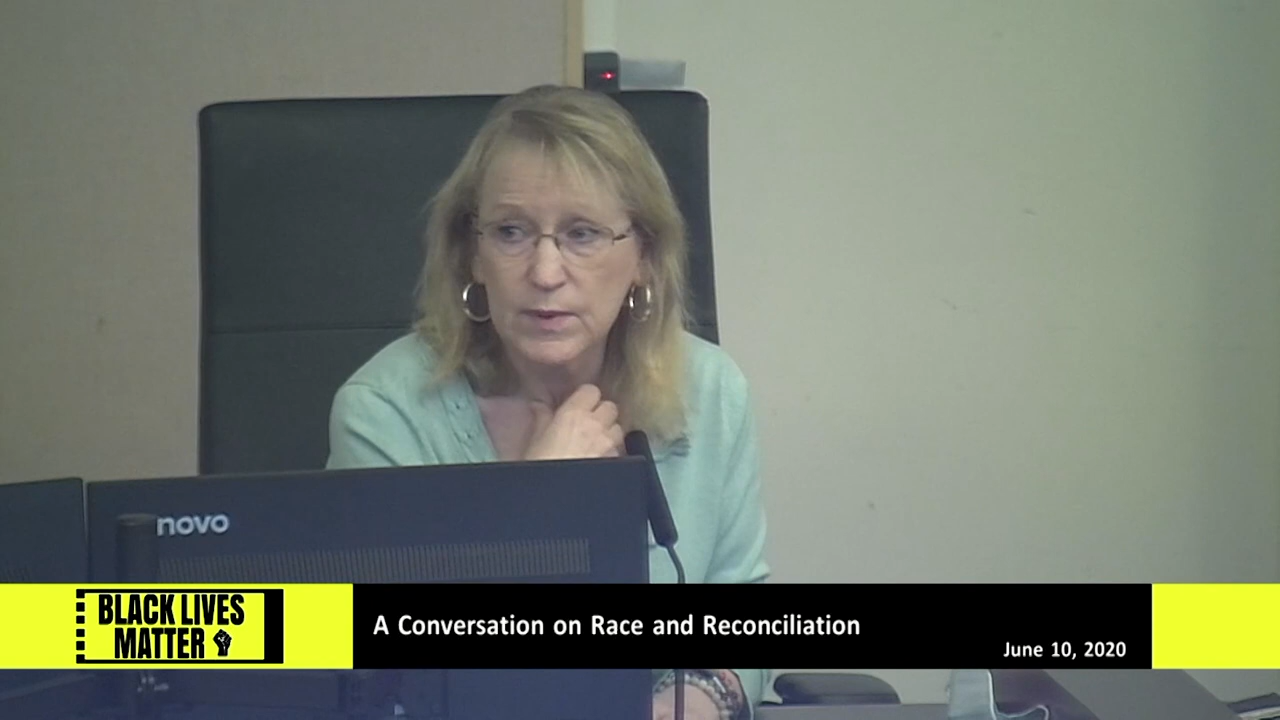 novo
BLACK LIVES
MATTER
A Conversation on Race and Reconciliation
June 10, 2020